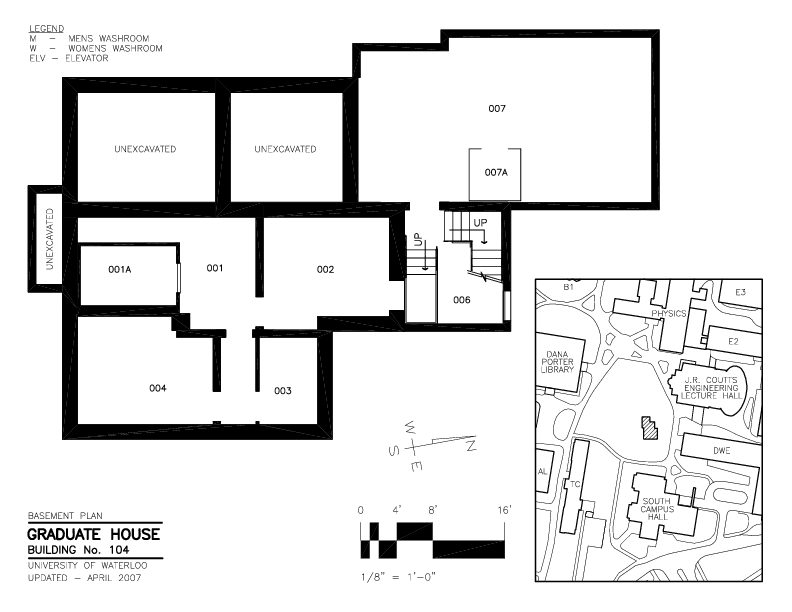 LEGEND
M – MENS WASHROOM
W – WOMENS WASHROOM
ELV – ELEVATOR
007
UNEXCAVATED
UNEXCAVATED
007A
UNEXCAVATED
UP
UP
001A
001
002
006
004
003
B1
E3
PHYSICS
E2
DANA
PORTER
LIBRARY
J.R. COUTTS
ENGINEERING
LECTURE HALL
DWE
AL
TC
SOUTH
CAMPUS
HALL
W
S
N
E
0 4' 8' 16'
1/8" = 1'-0"
BASEMENT PLAN
GRADUATE HOUSE
BUILDING No. 104
UNIVERSITY OF WATERLOO
UPDATED – APRIL 2007